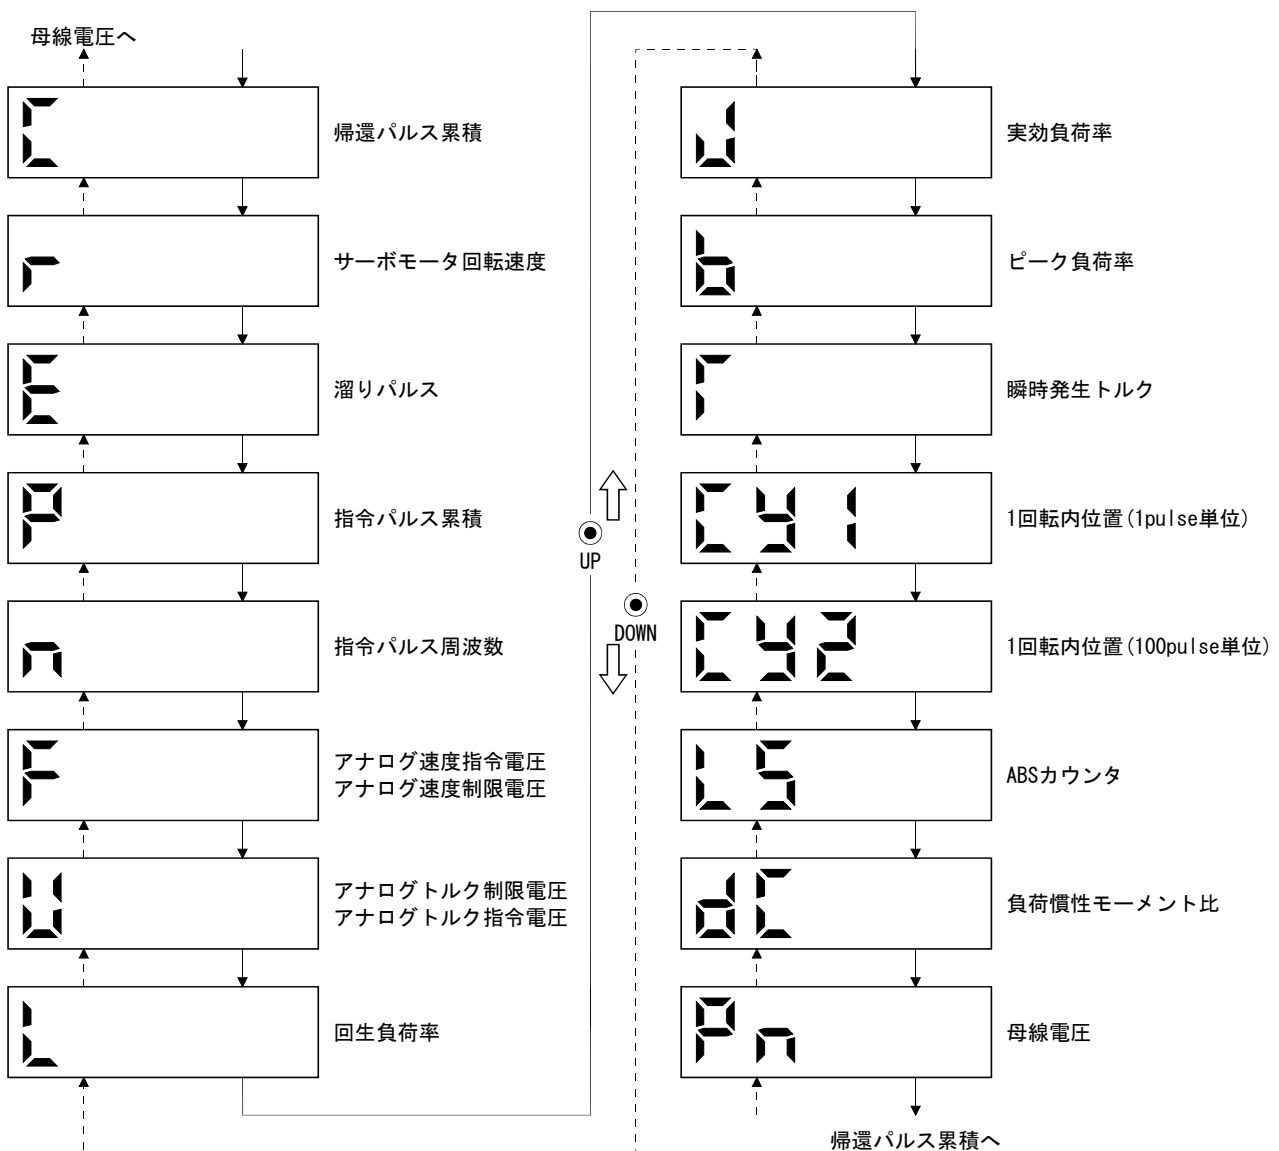 母線電圧へ
C
帰還パルス累積
r
サーボモータ回転速度
E
溜りパルス
P
指令パルス累積
n
指令パルス周波数
F
アナログ速度指令電圧
アナログ速度制限電圧
U
アナログトルク制限電圧
アナログトルク指令電圧
L
回生負荷率
UP
DOWN
J
実効負荷率
b
ピーク負荷率
T
瞬時発生トルク
Cy1
1回転内位置(1pulse単位)
Cy2
1回転内位置(100pulse単位)
LS
ABSカウンタ
dC
負荷慣性モーメント比
Pn
母線電圧
帰還パルス累積へ